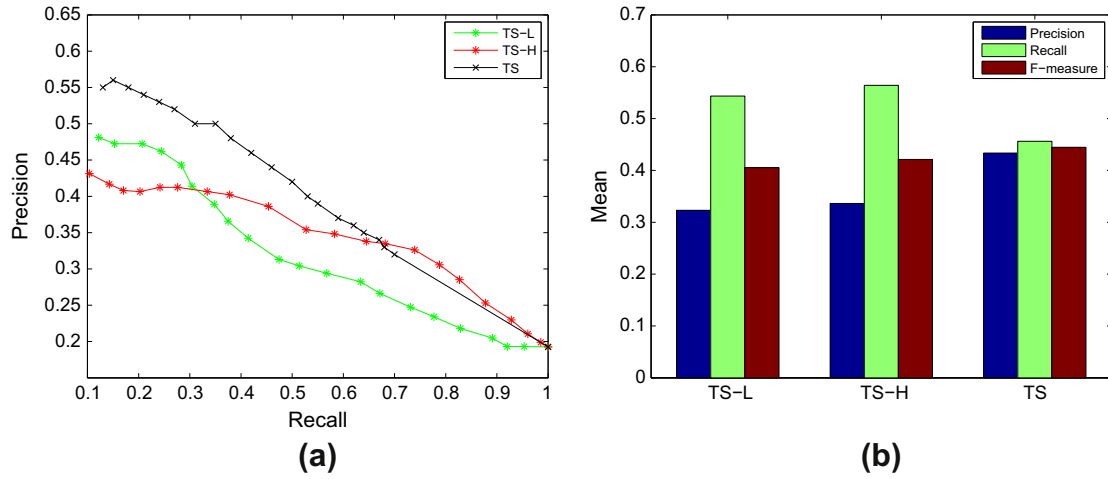 0.65
0.6
0.55
0.5
0.45
0.4
0.35
0.3
0.25
0.2
Precision
TS-L
TS-H
TS
0.1 0.2 0.3 0.4 0.5 0.6 0.7 0.8 0.9 1
Recall
(a)
0.7
0.6
0.5
0.4
0.3
0.2
0.1
0
Mean
Precision
Recall
F-measure
TS-L TS-H TS
(b)